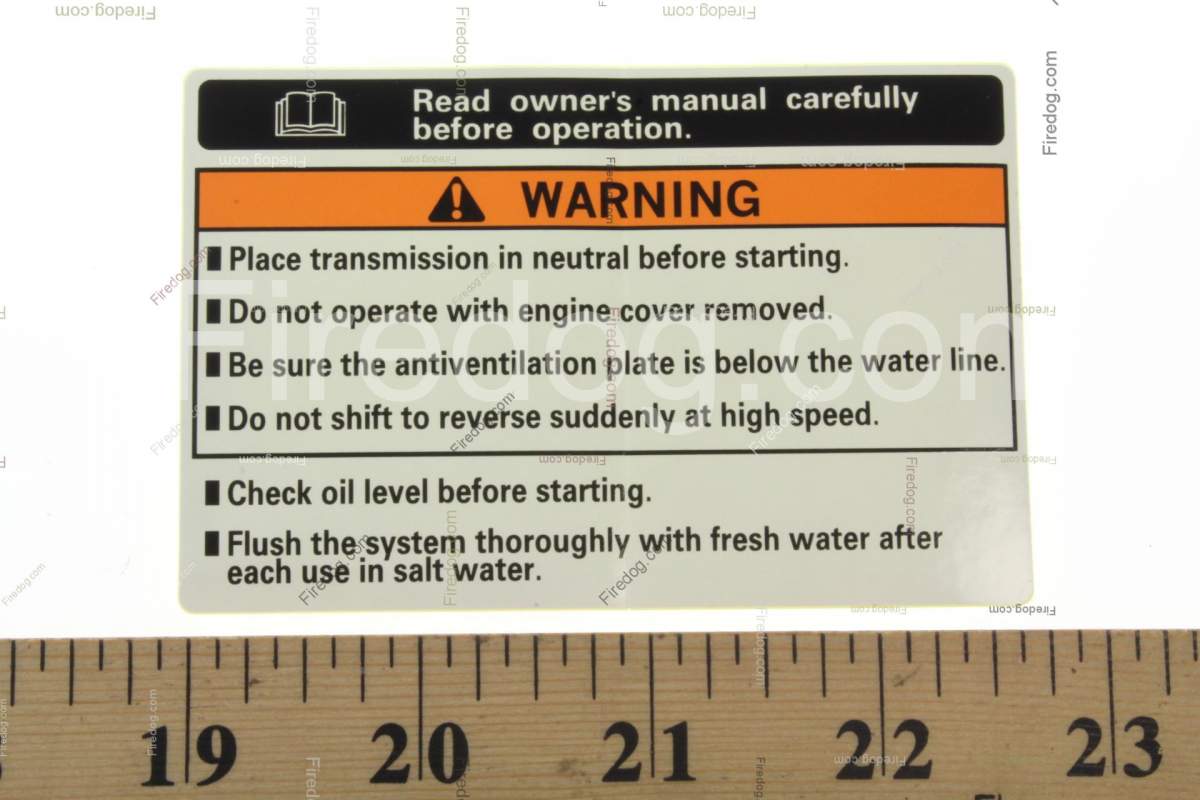 Firedog.com
Read owner's manual carefully
before operation.
WARNING
Place transmission in neutral before starting.
Do not operate with engine cover removed.
Be sure the antiventilation plate is below the water line.
Do not shift to reverse suddenly at high speed.
Check oil level before starting.
Flush the system thoroughly with fresh water after
each use in salt water.
19 20 21 22 23